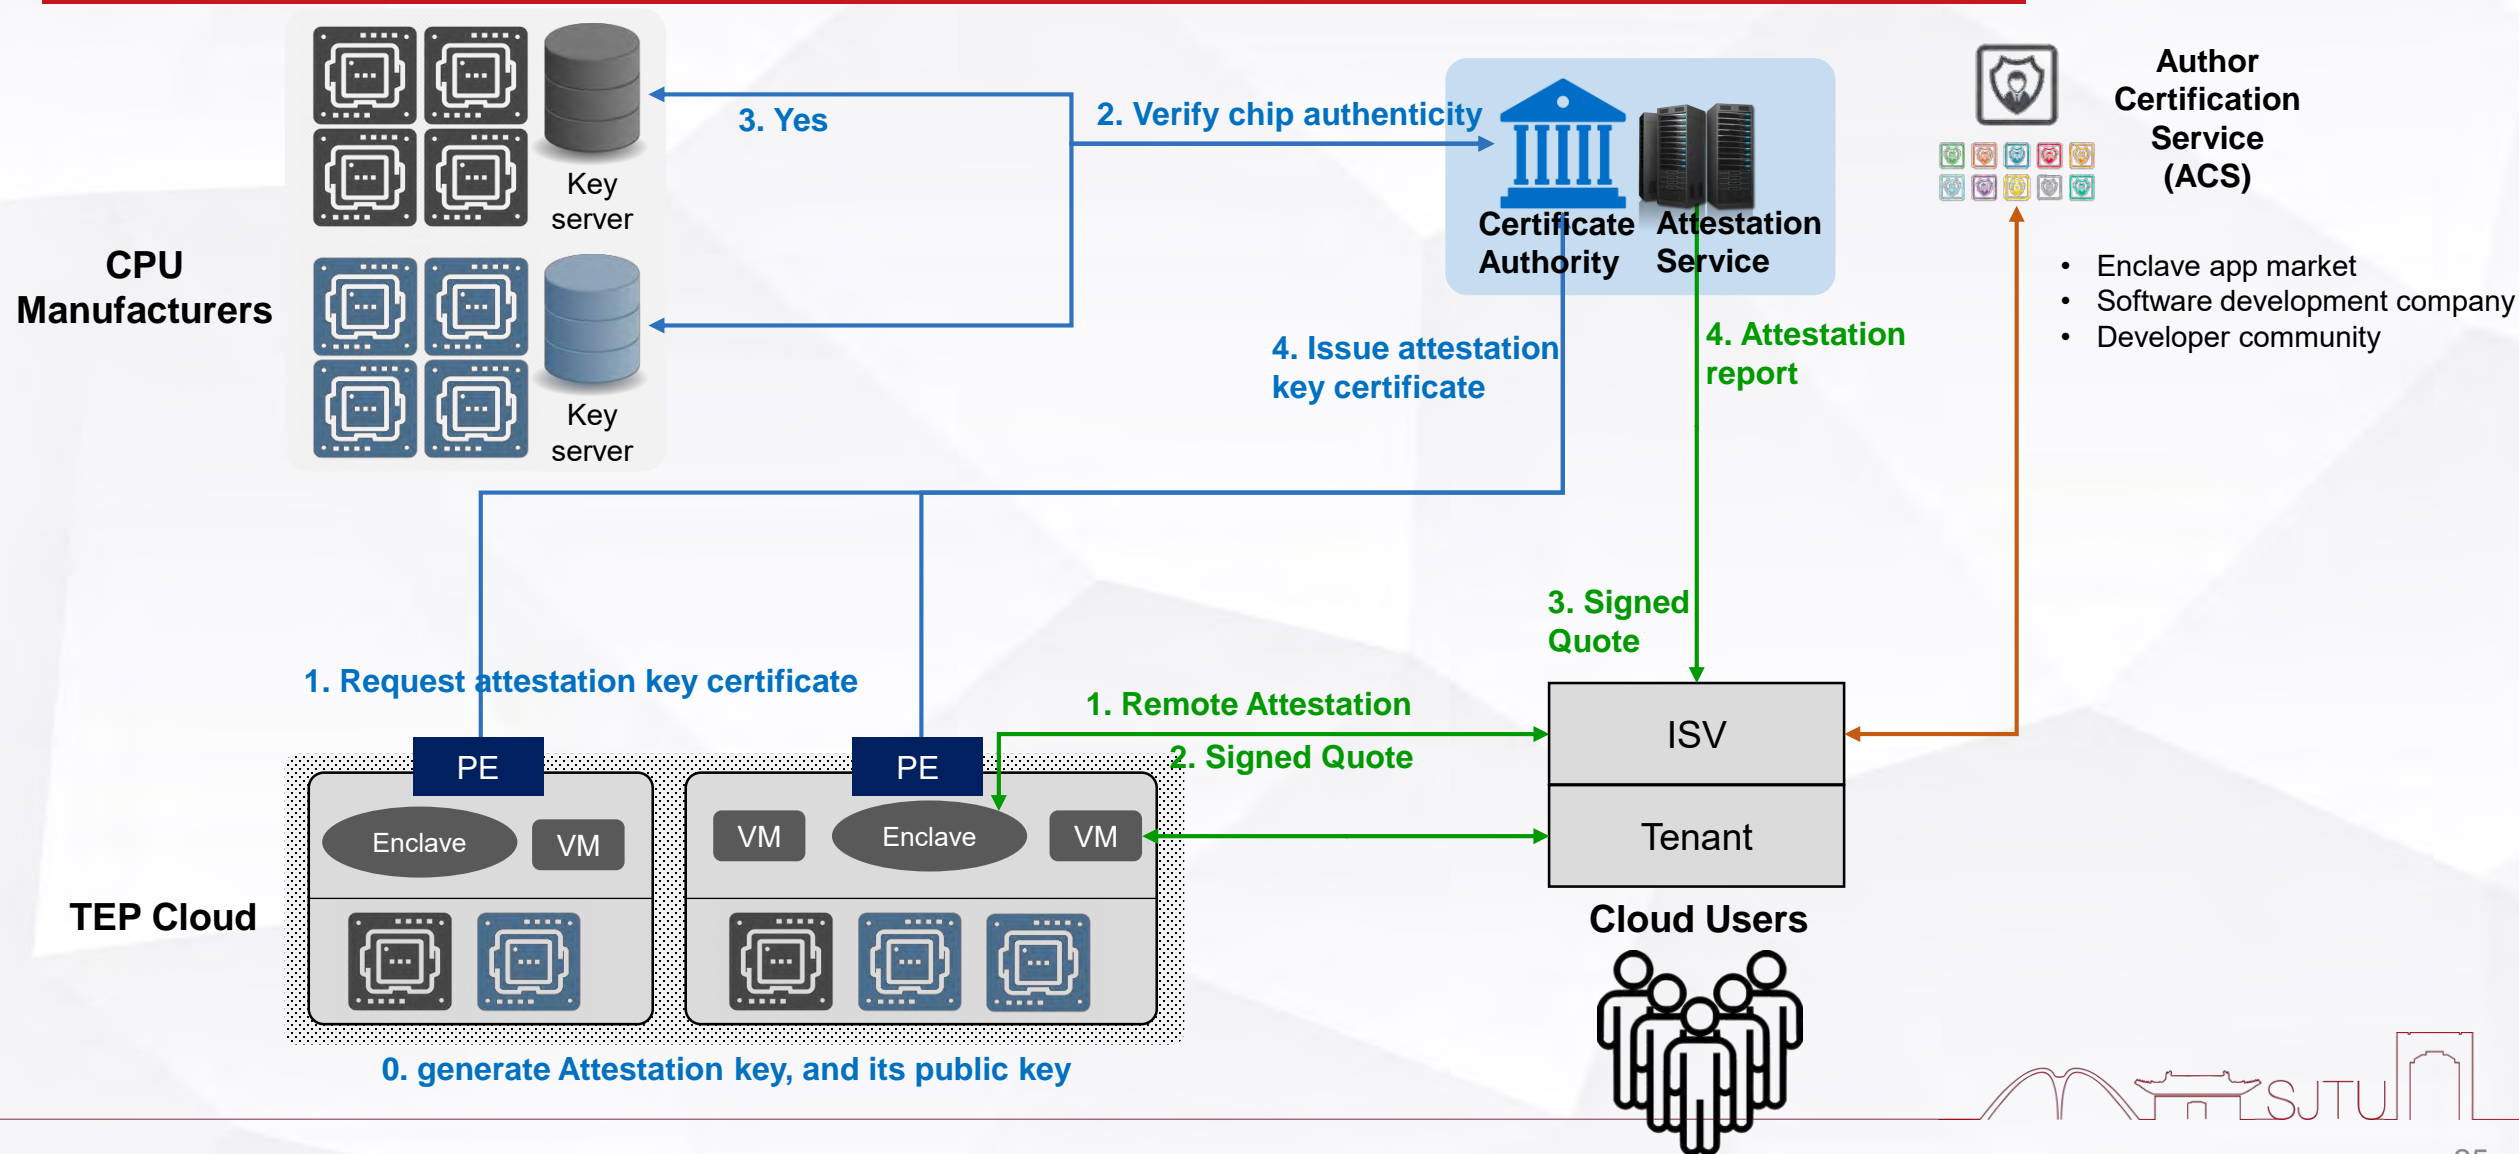 Author
Certification
Service
(ACS)
3. Yes
2. Verify chip authenticity
Key
server
Certificate
Authority
Attestation
Service
CPU
Manufacturers
• Enclave app market
• Software development company
• Developer community
4. Issue attestation
key certificate
4. Attestation
report
Key
server
3. Signed
Quote
1. Request attestation key certificate
1. Remote Attestation
2. Signed Quote
ISV
PE
PE
Enclave
VM
VM
Enclave
VM
Tenant
TEP Cloud
Cloud Users
0. generate Attestation key, and its public key
SJTU